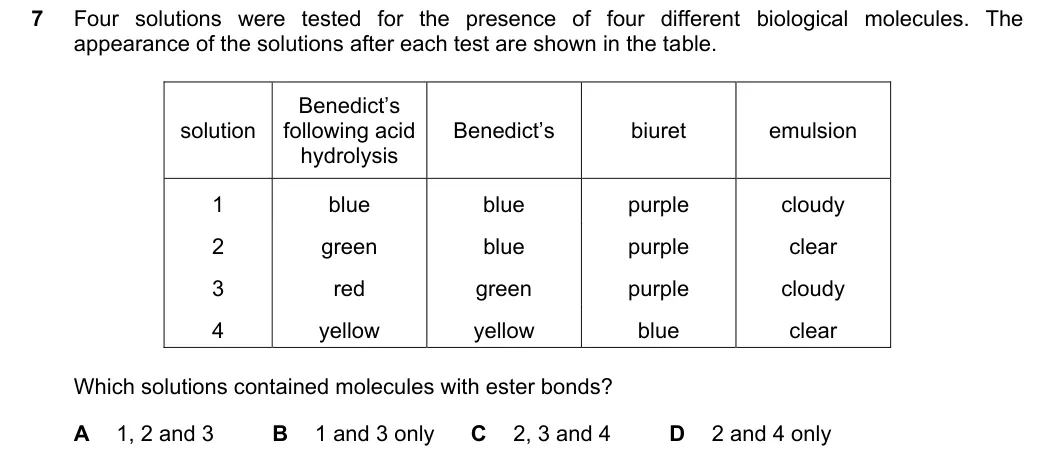 7 Four solutions were tested for the presence of four different biological molecules. The
appearance of the solutions after each test are shown in the table.
solution Benedict's following acid hydrolysis Benedict's biuret emulsion
1 blue blue purple cloudy
2 green blue purple clear
3 red green purple cloudy
4 yellow yellow blue clear
Which solutions contained molecules with ester bonds?
A 1, 2 and 3 B 1 and 3 only C 2, 3 and 4 D 2 and 4 only